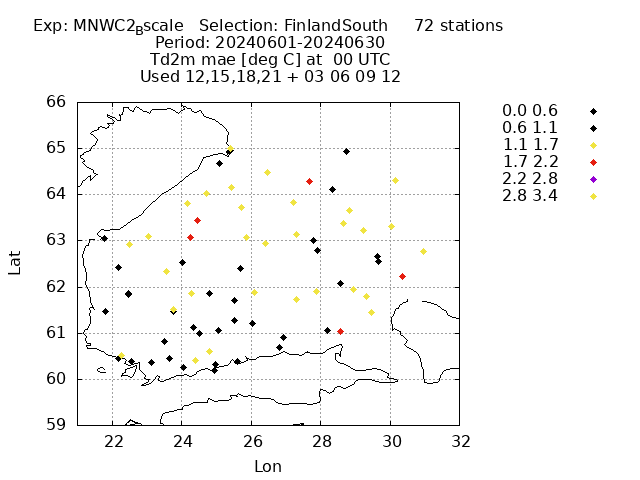 Exp: MNWC2Bscale Selection: FinlandSouth 72 stations
Period: 20240601-20240630
Td2m mae [deg C] at 00 UTC
Used 12,15,18,21 + 03 06 09 12
66
65
64
63
62
61
60
59
22 24 26 28 30 32
Lat
Lon
0.0 0.6
0.6 1.1
1.1 1.7
1.7 2.2
2.2 2.8
2.8 3.4